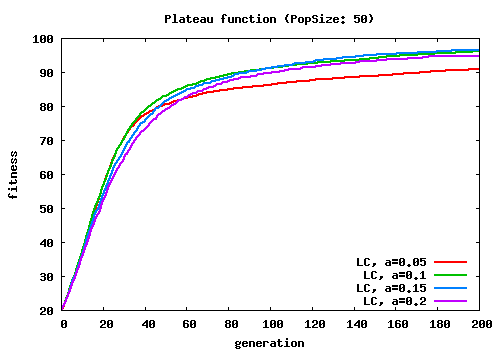 Plateau function (PopSize: 50)
100
90
80
70
60
50
40
30
20
fitness
LC, a=0.05
LC, a=0.1
LC, a=0.15
LC, a=0.2
0 20 40 60 80 100 120 140 160 180 200
generation